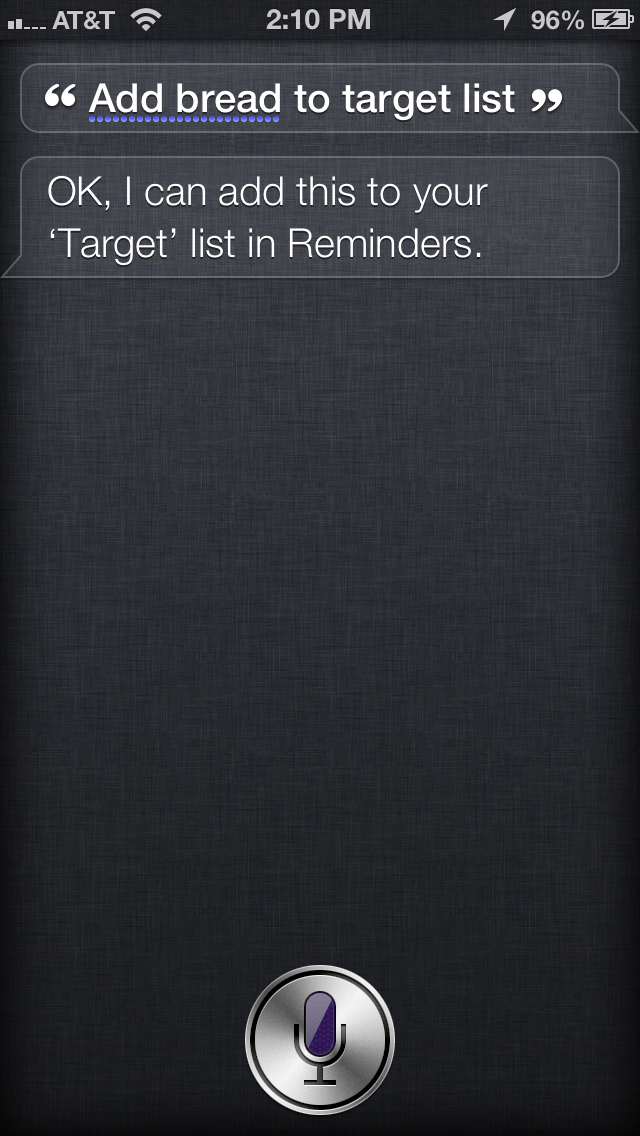 AT&T 2:10 PM 96%
“ Add bread to target list ”
OK, I can add this to your
‘Target’ list in Reminders.